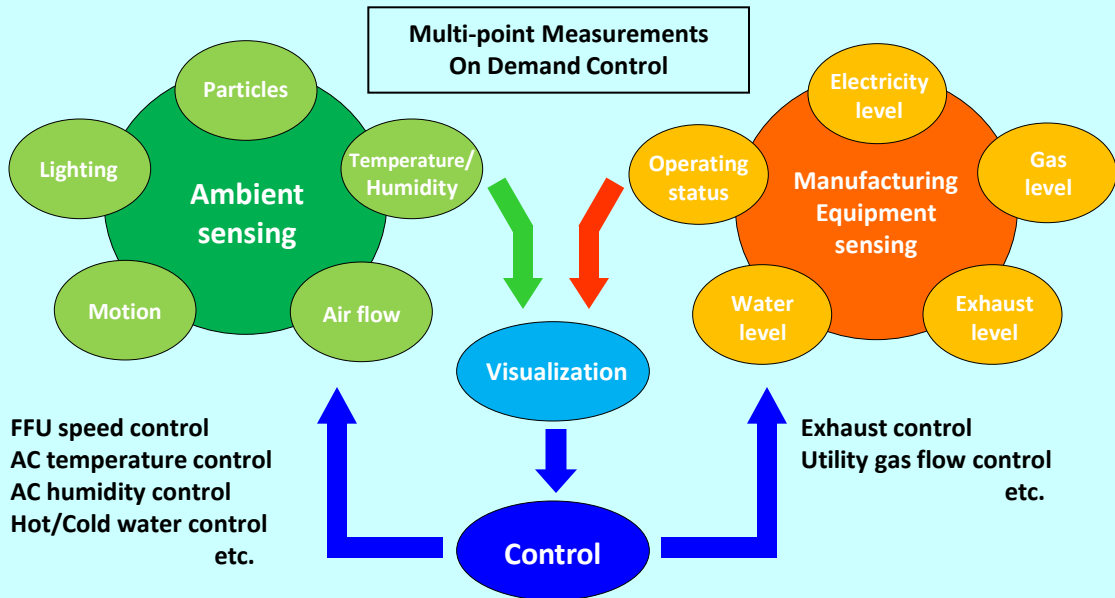 Multi-point Measurements
On Demand Control
Particles
Lighting
Temperature/
Humidity
Ambient
sensing
Motion
Air flow
Electricity
level
Operating
status
Gas
level
Manufacturing
Equipment
sensing
Water
level
Exhaust
level
Visualization
FFU speed control
AC temperature control
AC humidity control
Hot/Cold water control
etc.
Exhaust control
Utility gas flow control
etc.
Control